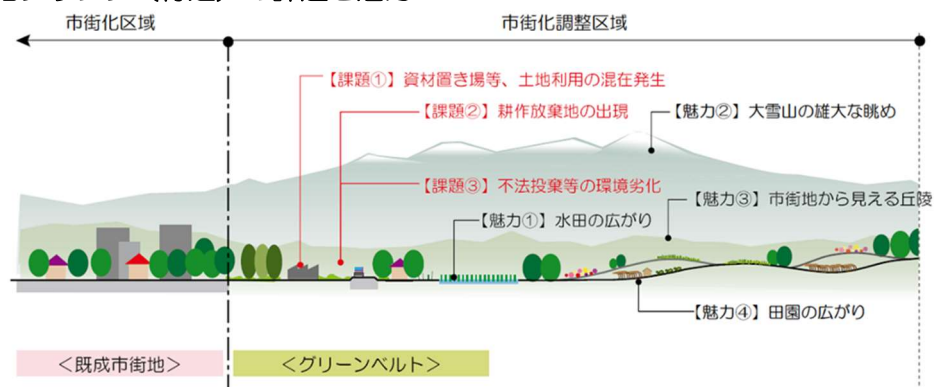 市街化区域
市街化調整区域
【課題①】資材置き場等、土地利用の混在発生
【課題②】耕作放棄地の出現
【魅力②】大雪山の雄大な眺め
【課題③】不法投棄等の環境劣化
【魅力③】市街地から見える丘陵
【魅力①】水田の広がり
【魅力④】田園の広がり
＜既成市街地＞
＜グリーンベルト＞